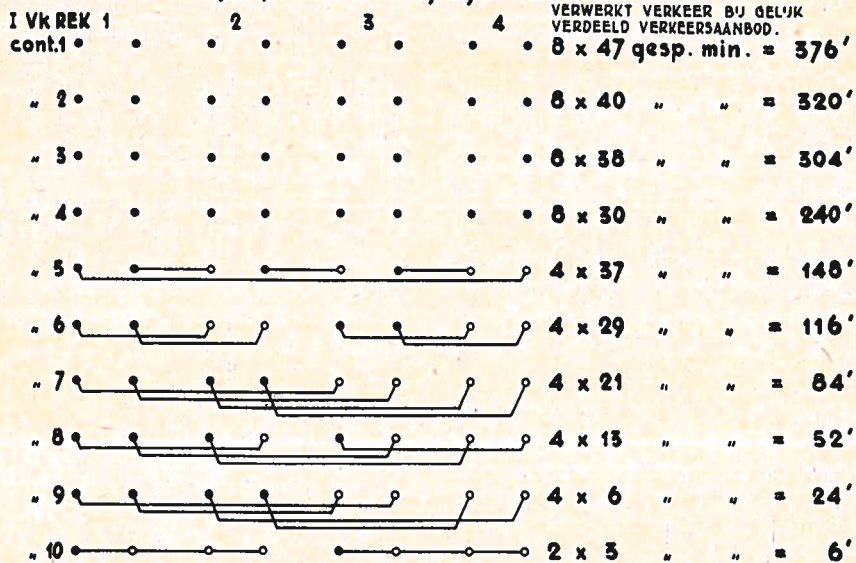 I VK REK 1 2 3 4
VERWERKT VERKEER BIJ GELIJK
VERDEELD VERKEERSAANBOD.
cont.1 8 x 47 gesp. min. = 376'
„ 2 8 x 40 „ „ = 320'
„ 3 8 x 38 „ „ = 304'
„ 4 8 x 30 „ „ = 240'
„ 5 4 x 37 „ „ = 148'
„ 6 4 x 29 „ „ = 116'
„ 7 4 x 21 „ „ = 84'
„ 8 4 x 13 „ „ = 52'
„ 9 4 x 6 „ „ = 24'
„ 10 2 x 3 „ „ = 6'